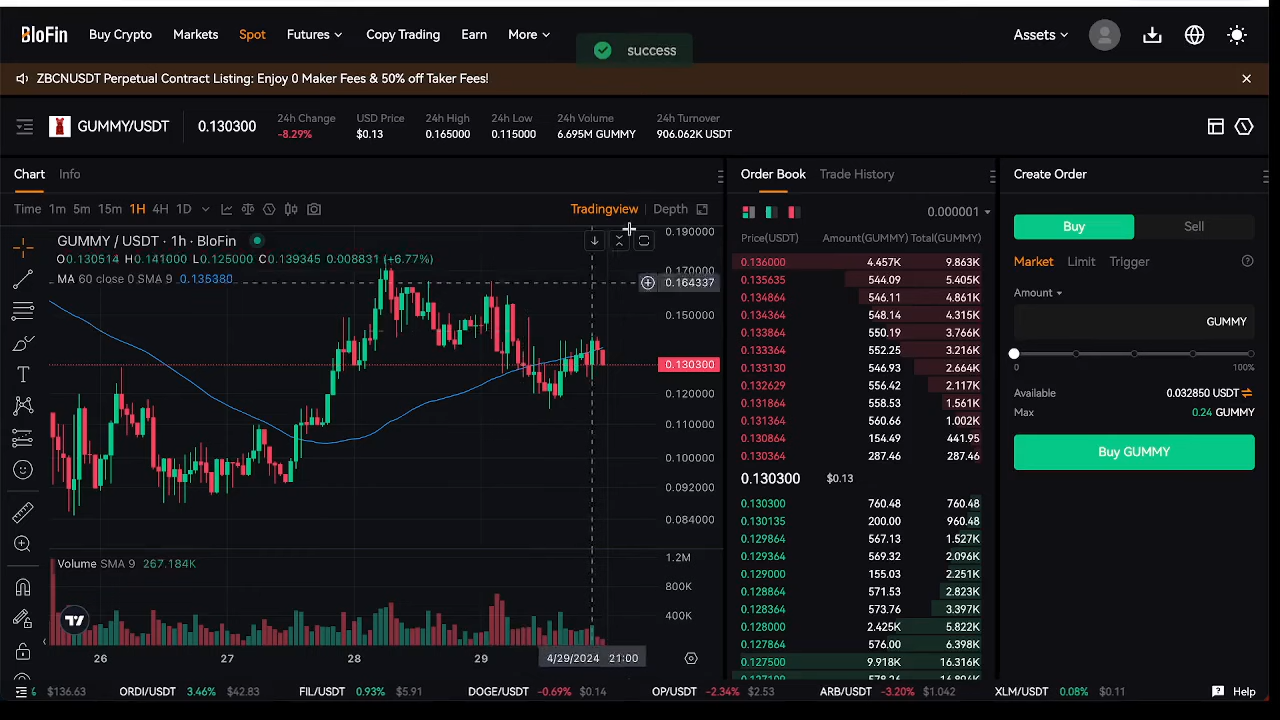 BloFin Buy Crypto Markets Spot Futures Copy Trading Earn More Assets
success
ZBCNUSDT Perpetual Contract Listing: Enjoy 0 Maker Fees & 50% off Taker Fees!
GUMMY/USDT 0.130300
24h Change USD Price 24h High 24h Low 24h Volume 24h Turnover
-8.29% $0.13 0.165000 0.115000 6.695M GUMMY 906.062K USDT
Chart Info
Time 1m 5m 15m 1H 4H 1D Tradingview Depth
GUMMY / USDT · 1h · BloFin
O0.130514 H0.141000 L0.125000 C0.139345 0.008831 (+6.77%)
MA 60 close 0 SMA 9 0.135380
0.190000
0.170000
0.164337
0.150000
0.130300
0.120000
0.110000
0.100000
0.092000
0.084000
Volume SMA 9 267.184K
1.2M
800K
400K
26 27 28 29 4/29/2024 21:00
Order Book Trade History
0.000001
Price(USDT) Amount(GUMMY) Total(GUMMY)
0.136000 4.457K 9.863K
0.135635 544.09 5.405K
0.134864 546.11 4.861K
0.134364 548.14 4.315K
0.133864 550.19 3.766K
0.133364 552.25 3.216K
0.133130 546.93 2.664K
0.132629 556.42 2.117K
0.131864 558.53 1.561K
0.131364 560.66 1.002K
0.130864 154.49 441.95
0.130364 287.46 287.46
0.130300 $0.13
0.130300 760.48 760.48
0.130135 200.00 960.48
0.129864 567.13 1.527K
0.129364 569.32 2.096K
0.129000 155.03 2.251K
0.128864 571.53 2.823K
0.128364 573.76 3.397K
0.128000 2.425K 5.822K
0.127864 576.00 6.398K
0.127500 9.918K 16.316K
Create Order
Buy Sell
Market Limit Trigger
Amount
GUMMY
0 100%
Available 0.032850 USDT
Max 0.24 GUMMY
Buy GUMMY
% $136.63 ORDI/USDT 3.46% $42.83 FIL/USDT 0.93% $5.91 DOGE/USDT -0.69% $0.14 OP/USDT -2.34% $2.53 ARB/USDT -3.20% $1.042 XLM/USDT 0.08% $0.11 Help